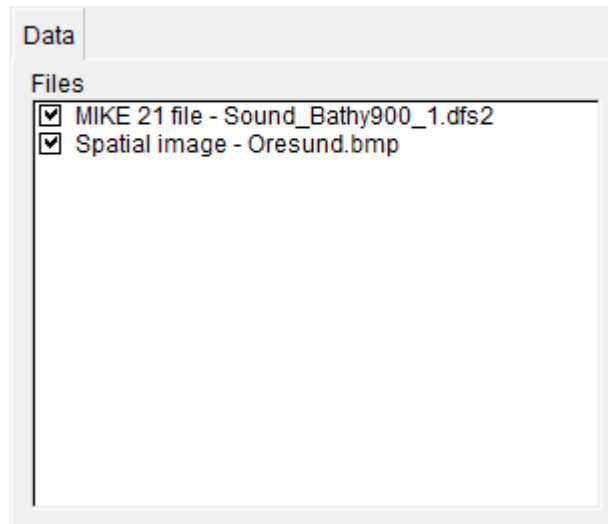 Data
Files
MIKE 21 file - Sound_Bathy900_1.dfs2
Spatial image - Oresund.bmp